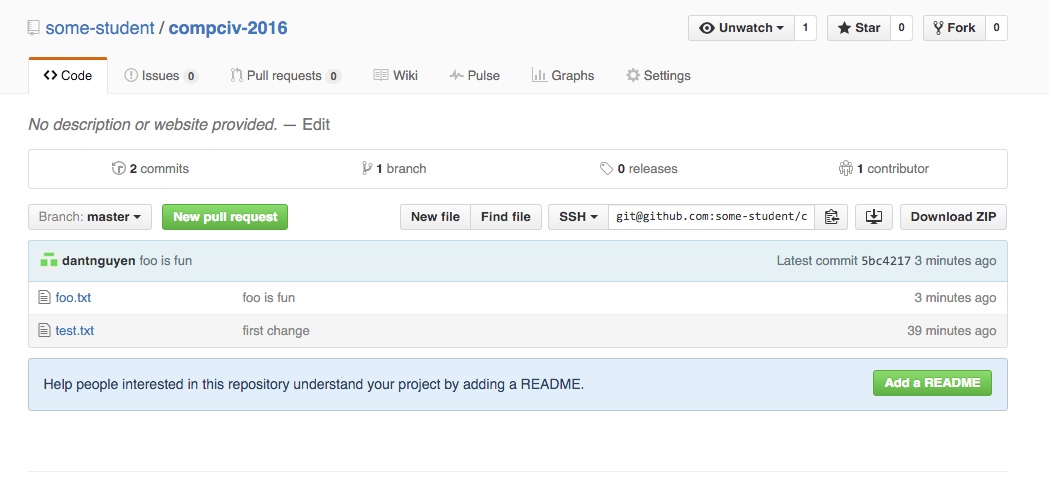 some-student / compciv-2016 Unwatch 1 Star 0 Fork 0
Code Issues 0 Pull requests 0 Wiki Pulse Graphs Settings
No description or website provided. — Edit
2 commits 1 branch 0 releases 1 contributor
Branch: master New pull request New file Find file SSH git@github.com:some-student/c Download ZIP
dantnguyen foo is fun Latest commit 5bc4217 3 minutes ago
foo.txt foo is fun 3 minutes ago
test.txt first change 39 minutes ago
Help people interested in this repository understand your project by adding a README. Add a README